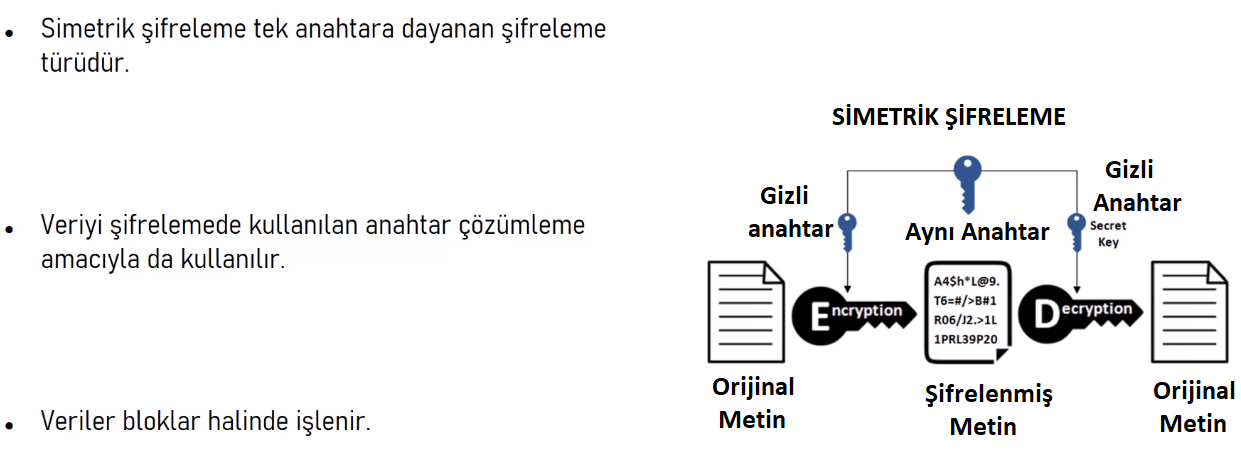 • Simetrik şifreleme tek anahtara dayanan şifreleme
türüdür.
• Veriyi şifrelemede kullanılan anahtar çözümleme
amacıyla da kullanılır.
• Veriler bloklar halinde işlenir.
SİMETRİK ŞİFRELEME
Gizli
anahtar
Aynı Anahtar
Gizli
Anahtar
Secret
Key
Encryption
A4$h*L@9.
T6=#/>B#1
R06/J2.>1L
1PRL39P20
Decryption
Orijinal
Metin
Şifrelenmiş
Metin
Orijinal
Metin